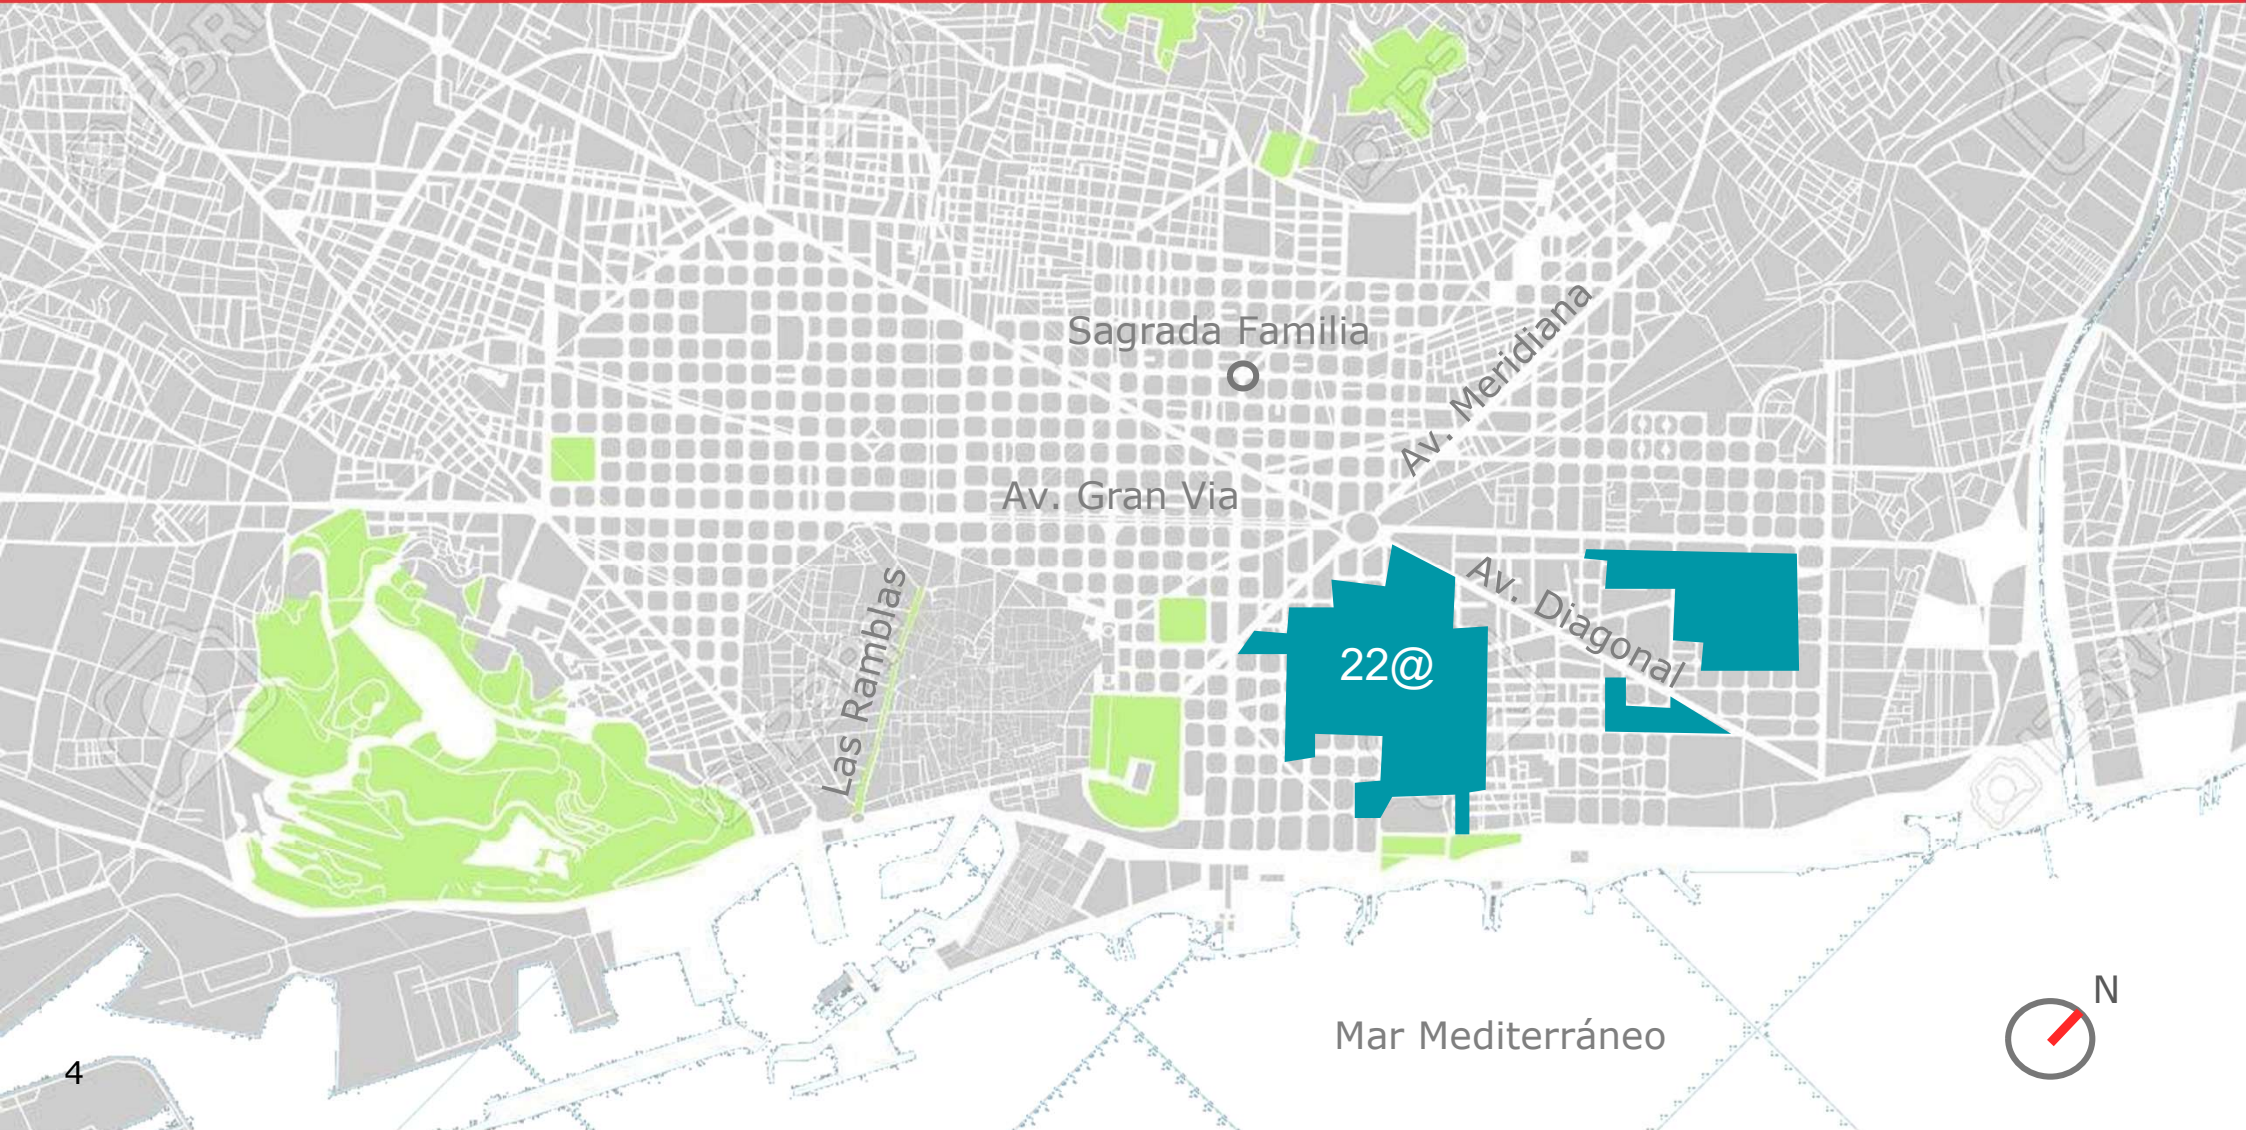 Sagrada Familia
Av. Meridiana
Av. Gran Via
Las Ramblas
Av. Diagonal
22@
N
Mar Mediterráneo
4